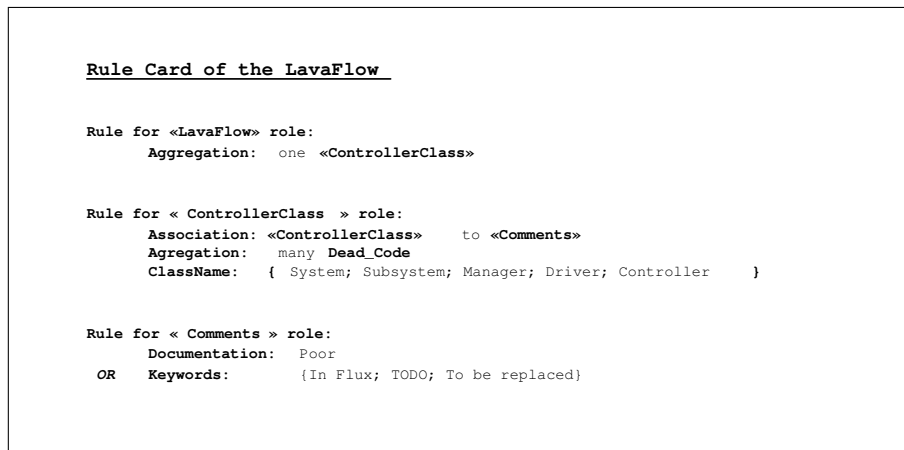 Rule Card of the LavaFlow
Rule for «LavaFlow» role:
Aggregation: one «ControllerClass»
Rule for « ControllerClass » role:
Association: «ControllerClass» to «Comments»
Agregation: many Dead_Code
ClassName: { System; Subsystem; Manager; Driver; Controller }
Rule for « Comments » role:
Documentation: Poor
OR Keywords: {In Flux; TODO; To be replaced}